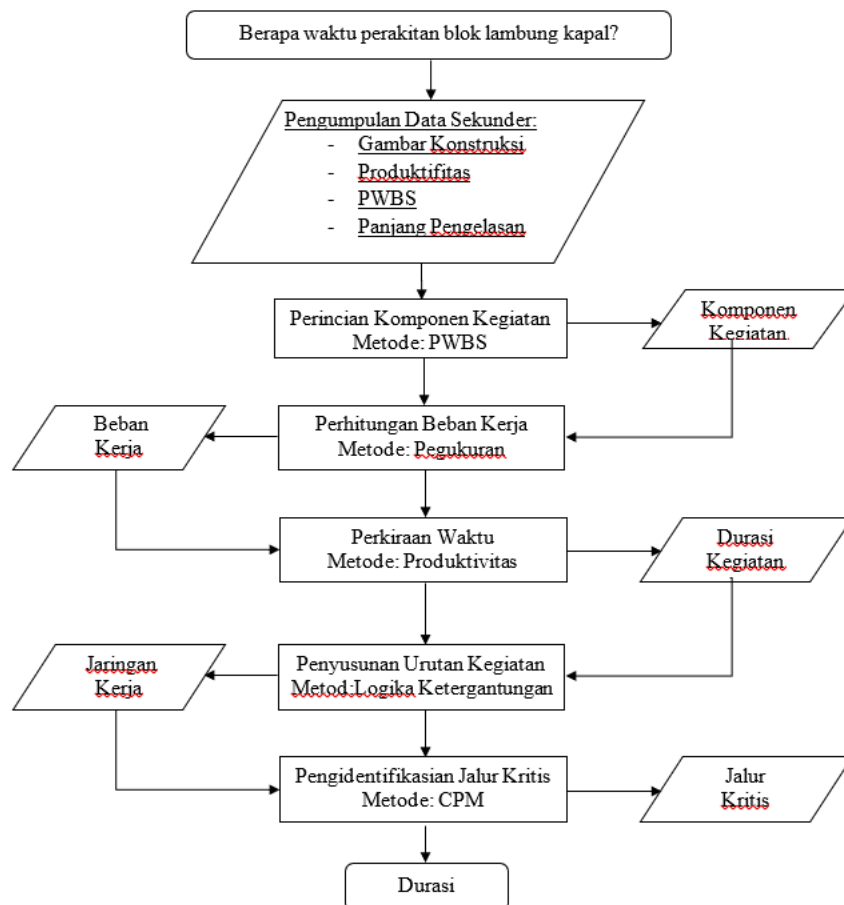 Berapa waktu perakitan blok lambung kapal?
Pengumpulan Data Sekunder:
- Gambar Konstruksi
- Produktifitas
- PWBS
- Panjang Pengelasan
Perincian Komponen Kegiatan
Metode: PWBS
Komponen
Kegiatan
Perhitungan Beban Kerja
Metode: Pegukuran
Beban
Kerja
Perkiraan Waktu
Metode: Produktivitas
Durasi
Kegiatan
Penyusunan Urutan Kegiatan
Metod:Logika Ketergantungan
Jaringan
Kerja
Pengidentifikasian Jalur Kritis
Metode: CPM
Jalur
Kritis
Durasi